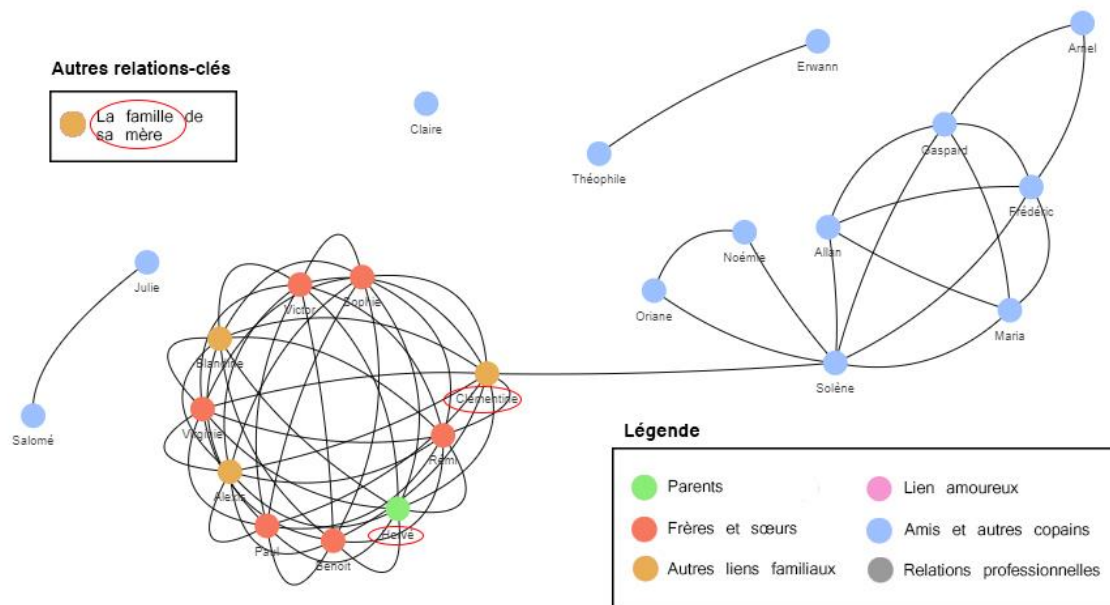 Autres relations-clés
La famille de
sa mère
Claire
Erwann
Théophile
Arnel
Gaspard
Frédéric
Allan
Noémie
Oriane
Maria
Solène
Julie
Salomé
Victor
Sophie
Blandine
Clémentine
Virginie
Rémi
Alexis
Hervé
Paul
Benoit
Légende
Parents
Lien amoureux
Frères et sœurs
Amis et autres copains
Autres liens familiaux
Relations professionnelles